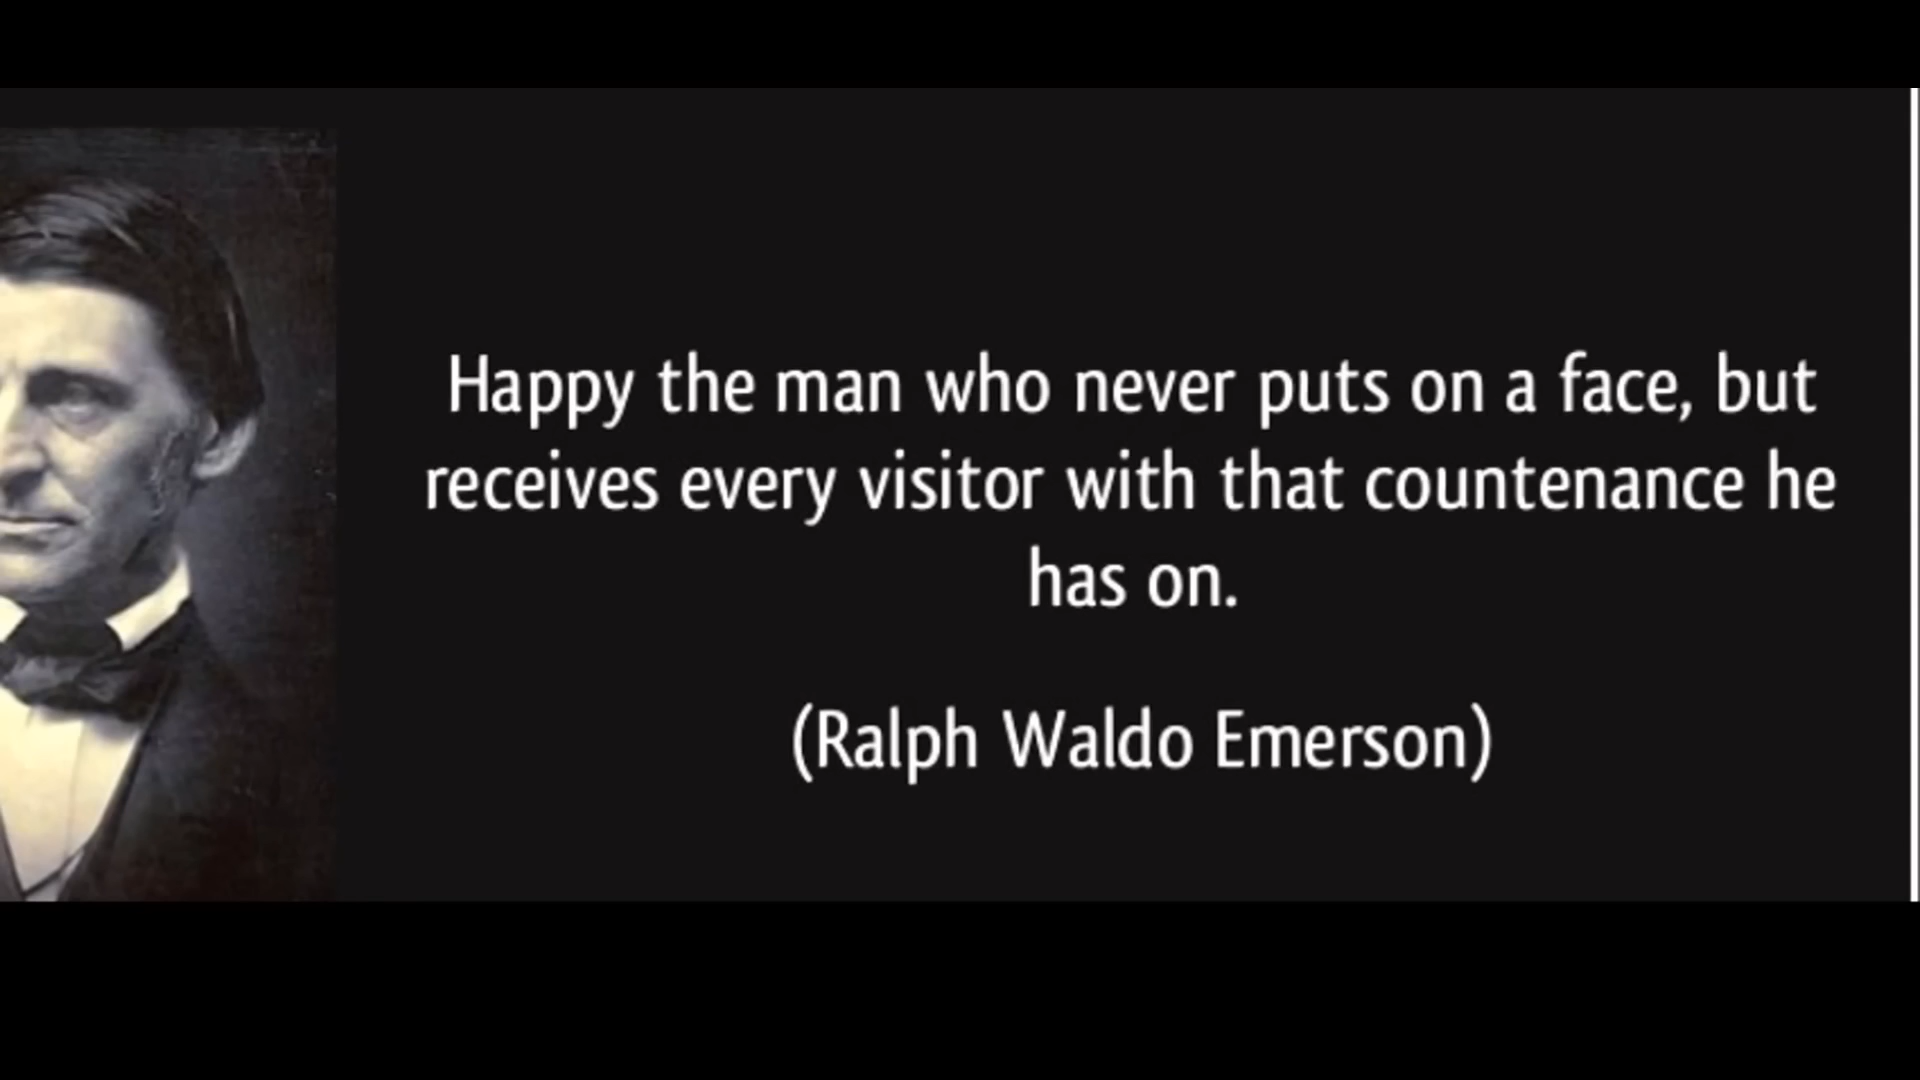 Happy the man who never puts on a face, but
receives every visitor with that countenance he
has on.
(Ralph Waldo Emerson)